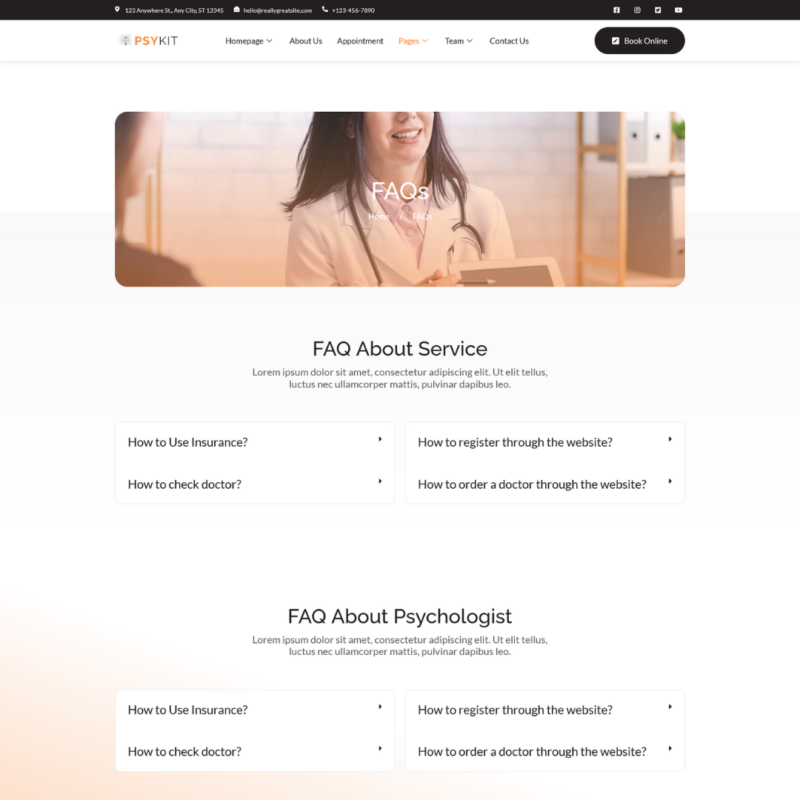 123 Anywhere St., Any City, ST 12345 hello@reallygreatsite.com +123-456-7890
PSYKIT Homepage About Us Appointment Pages Team Contact Us Book Online
FAQs
Home / FAQs
FAQ About Service
Lorem ipsum dolor sit amet, consectetur adipiscing elit. Ut elit tellus,
luctus nec ullamcorper mattis, pulvinar dapibus leo.
How to Use Insurance?
How to check doctor?
How to register through the website?
How to order a doctor through the website?
FAQ About Psychologist
Lorem ipsum dolor sit amet, consectetur adipiscing elit. Ut elit tellus,
luctus nec ullamcorper mattis, pulvinar dapibus leo.
How to Use Insurance?
How to check doctor?
How to register through the website?
How to order a doctor through the website?